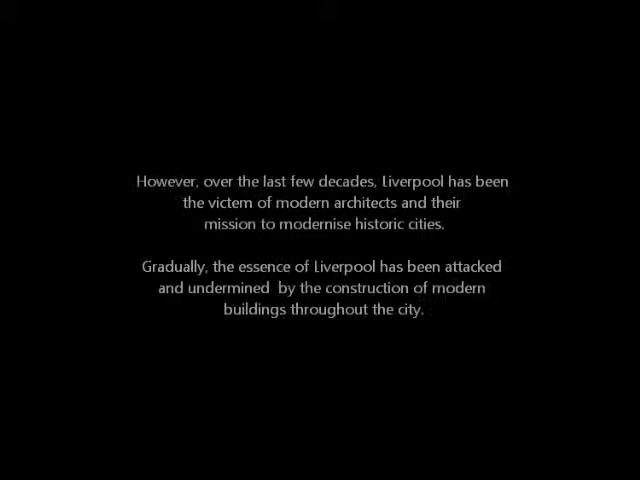 However, over the last few decades, Liverpool has been
the victem of modern architects and their
mission to modernise historic cities.
Gradually, the essence of Liverpool has been attacked
and undermined  by the construction of modern
buildings throughout the city.